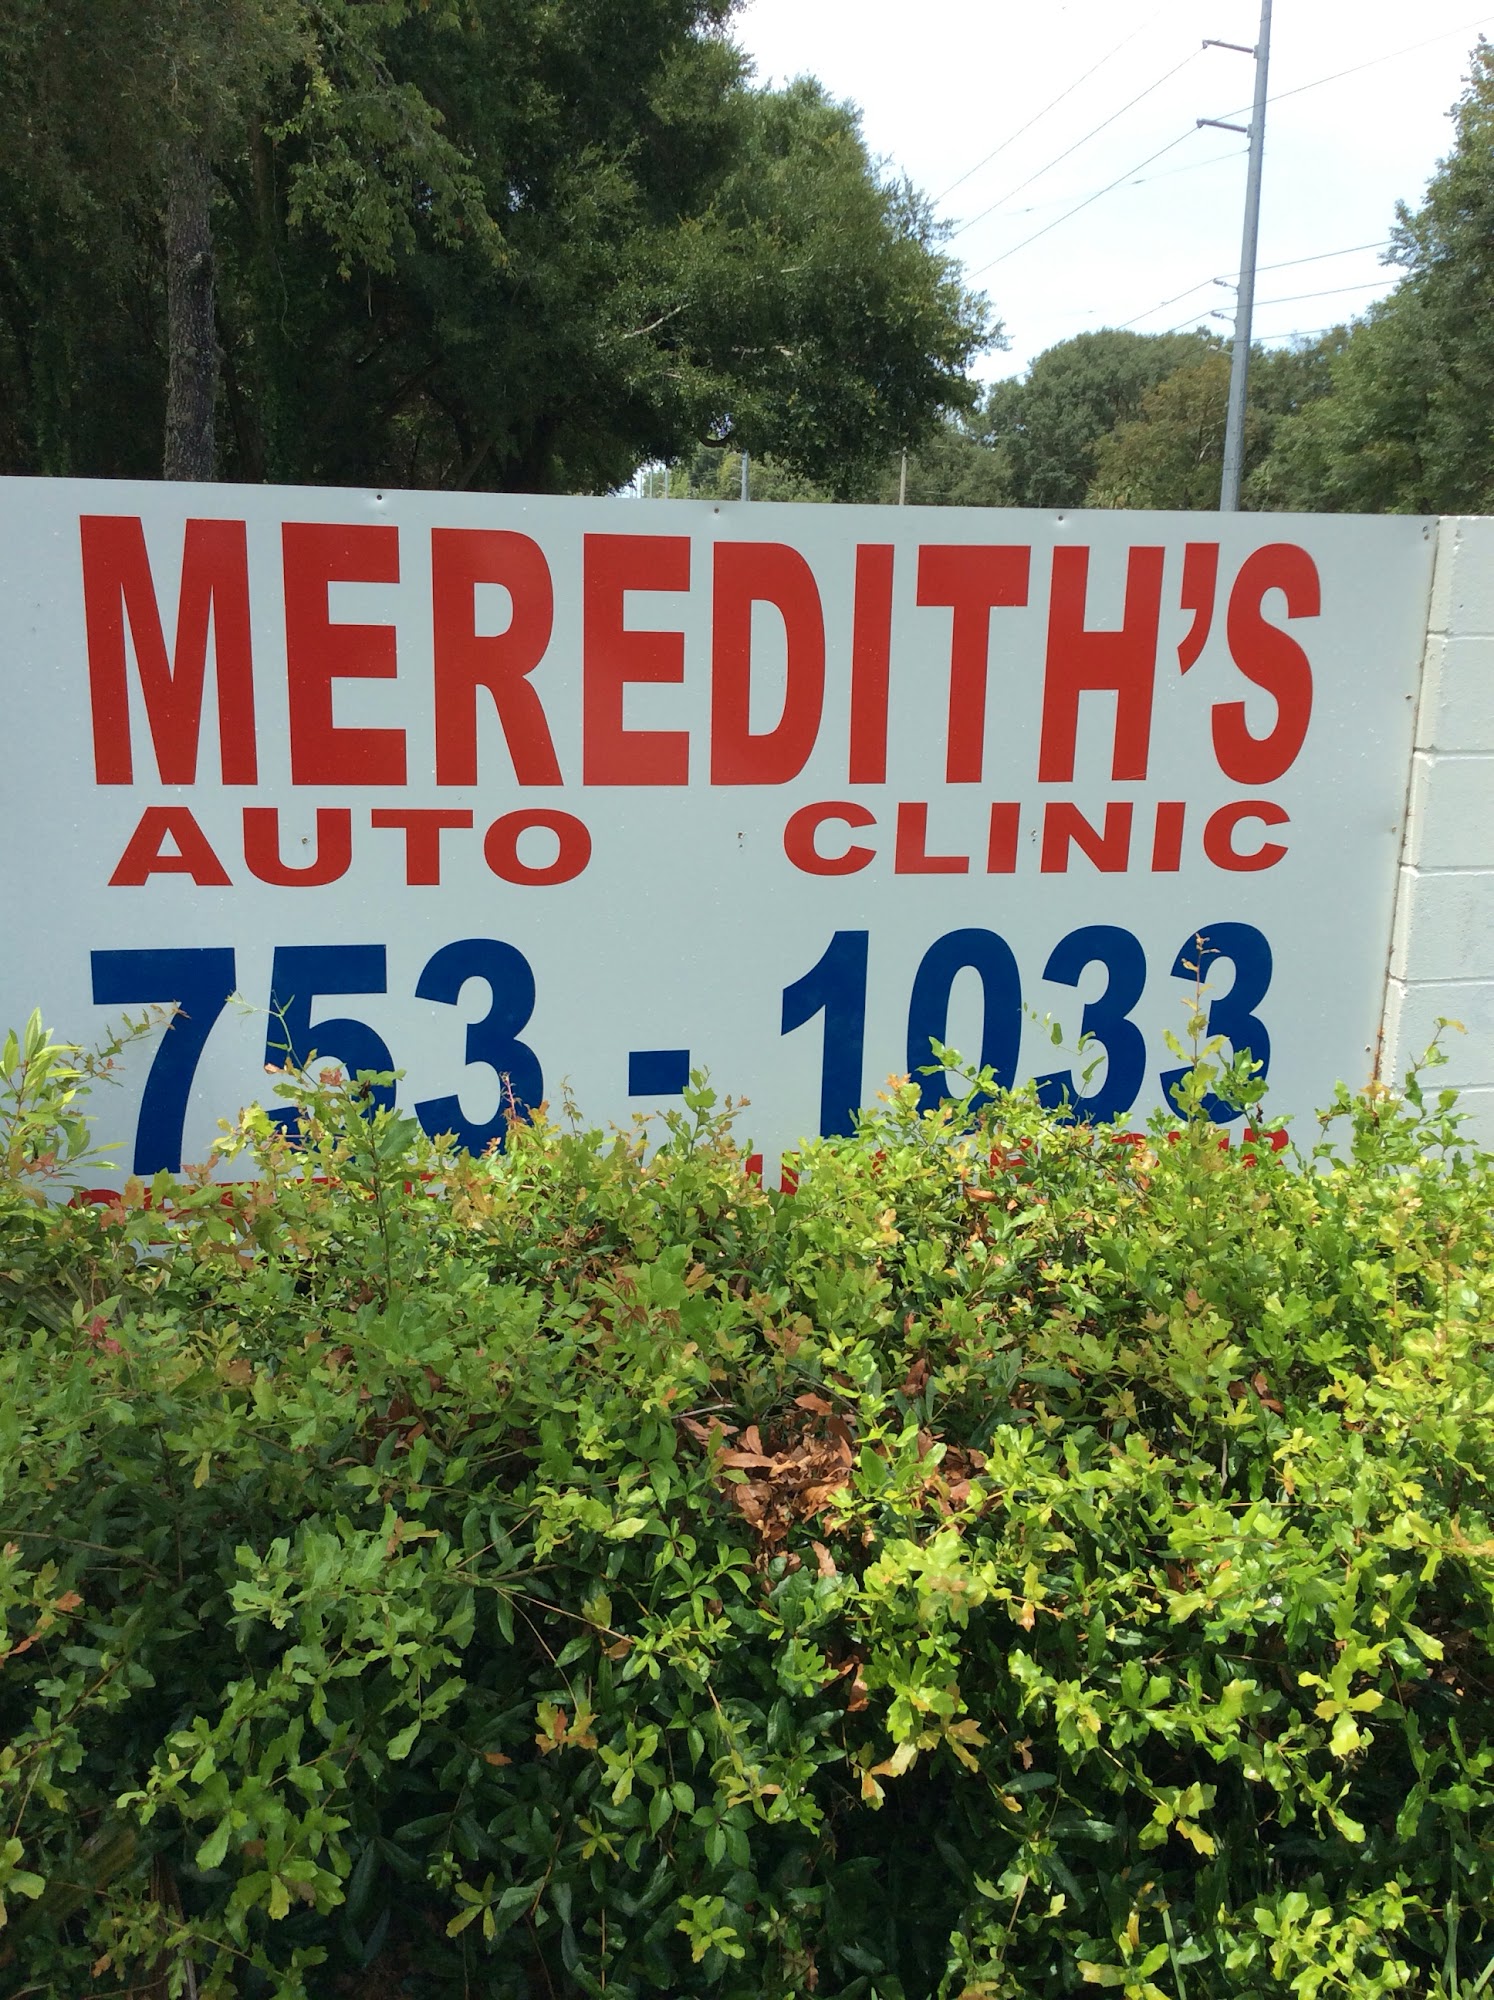 MEREDITH'S
AUTO CLINIC
753 - 1033